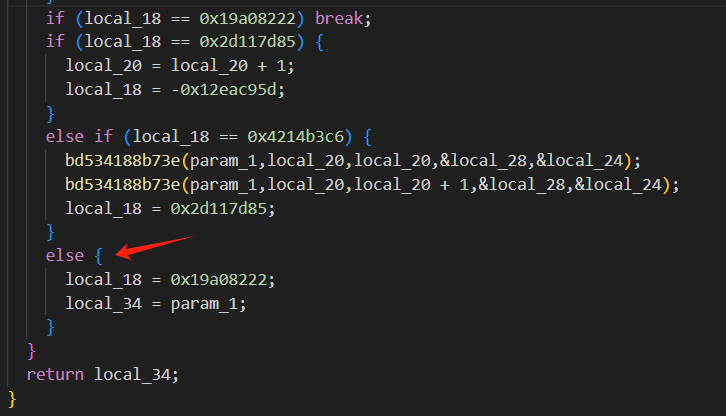 }
if (local_18 == 0x19a08222) break;
if (local_18 == 0x2d117d85) {
local_20 = local_20 + 1;
local_18 = -0x12eac95d;
}
else if (local_18 == 0x4214b3c6) {
bd534188b73e(param_1,local_20,local_20,&local_28,&local_24);
bd534188b73e(param_1,local_20,local_20 + 1,&local_28,&local_24);
local_18 = 0x2d117d85;
}
else {
local_18 = 0x19a08222;
local_34 = param_1;
}
}
return local_34;
}